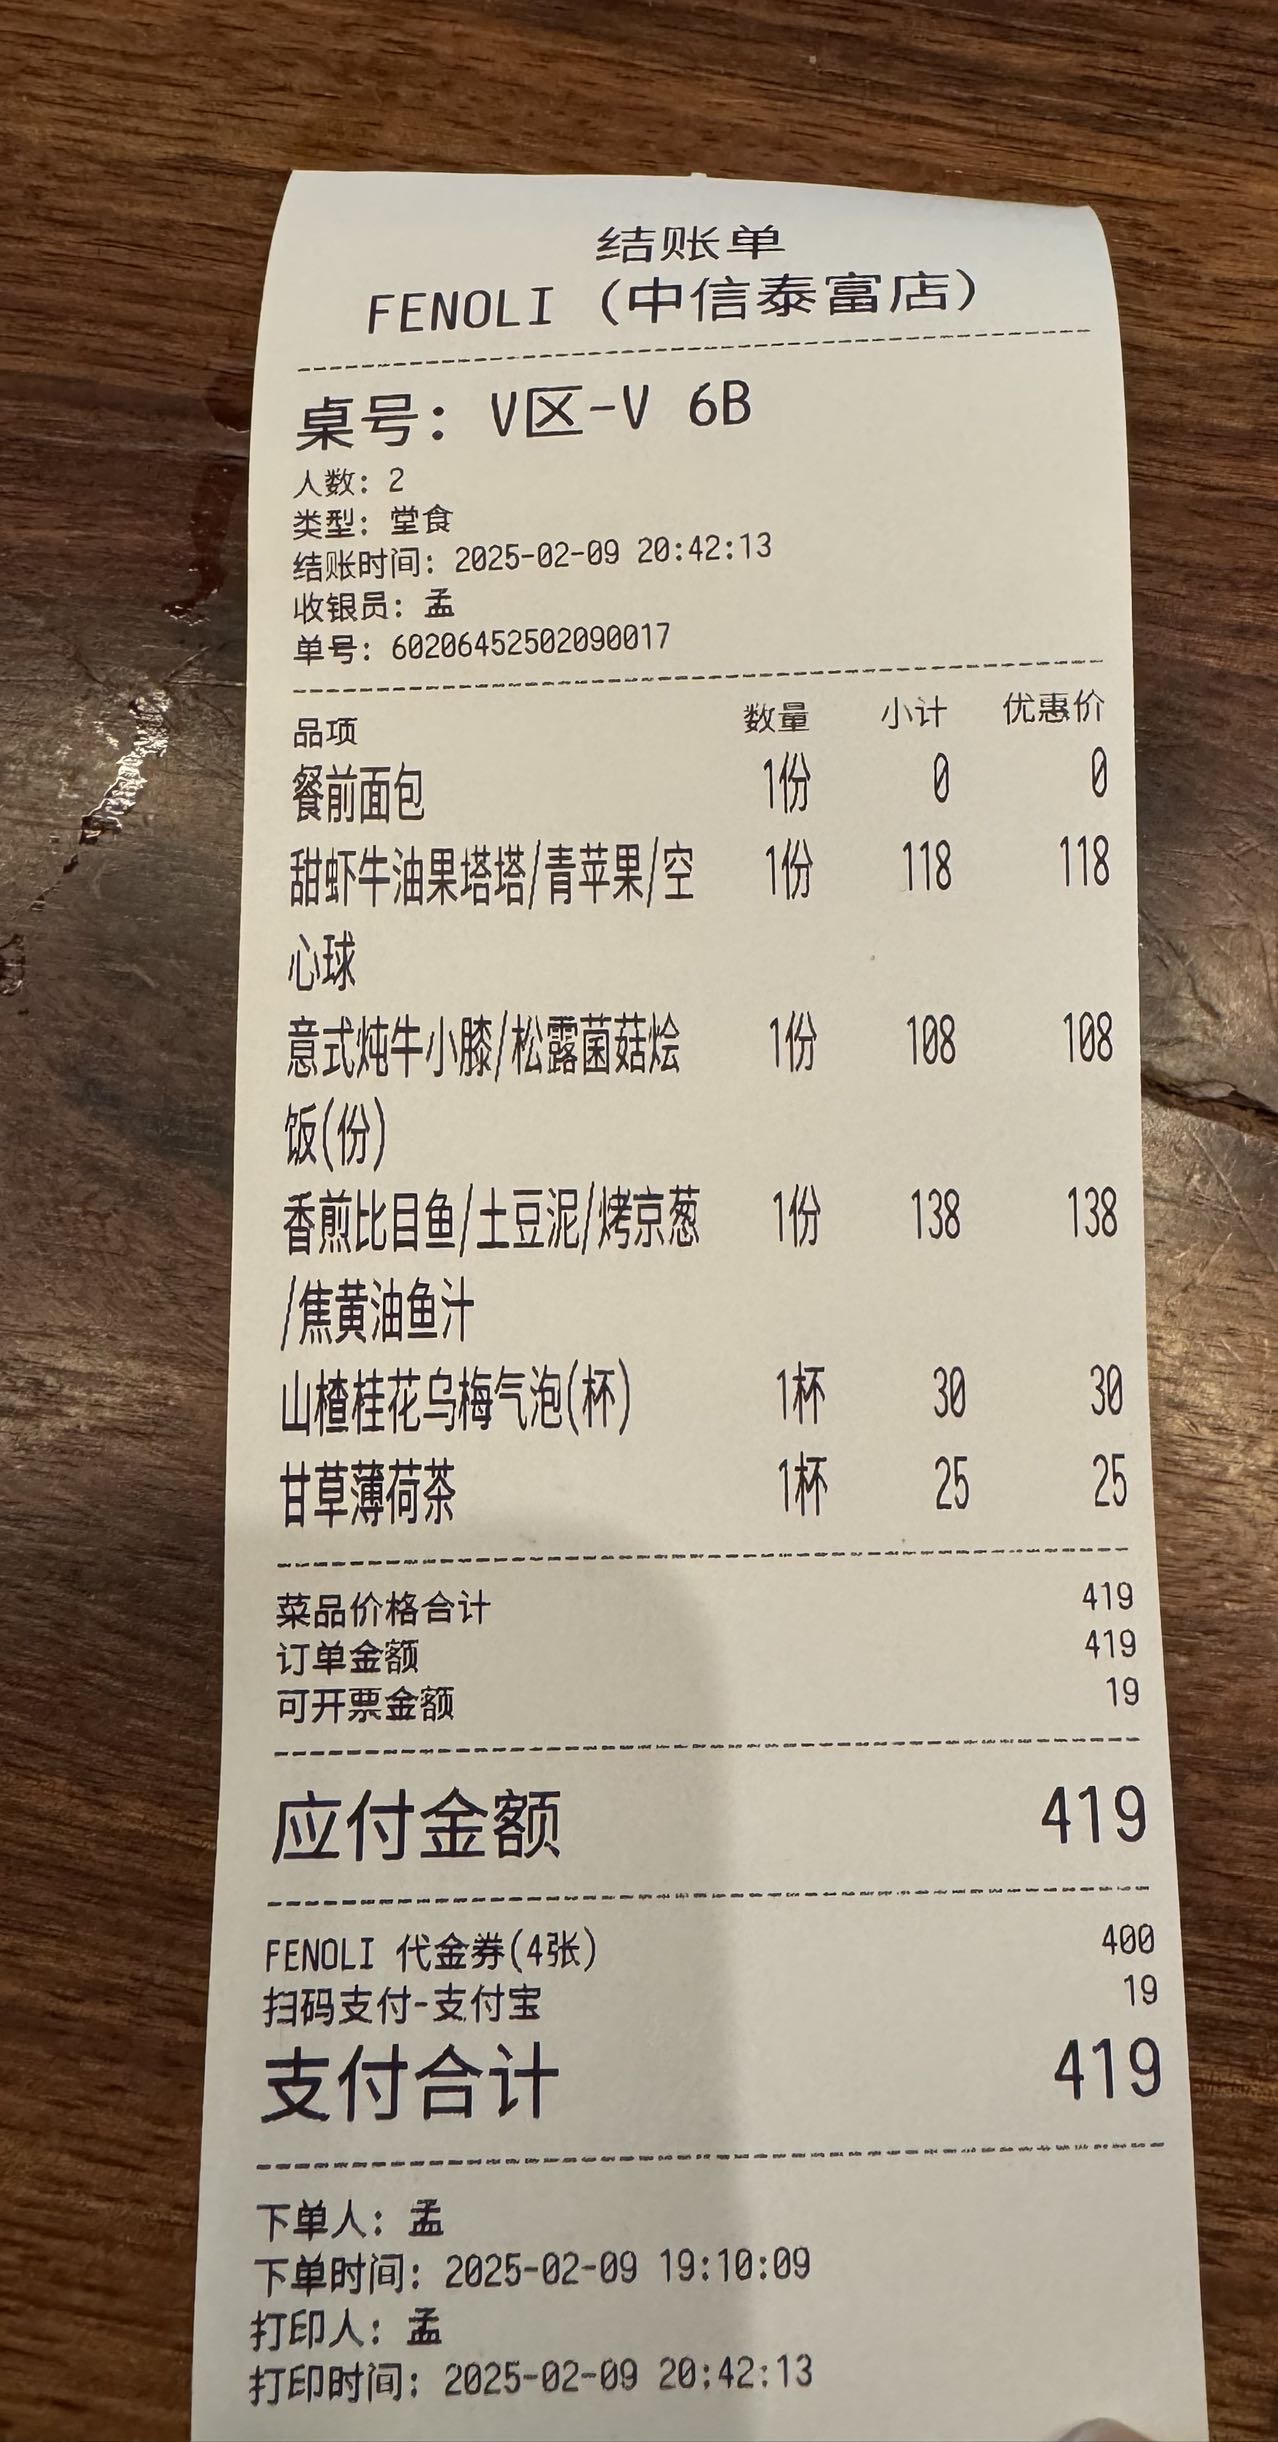 结账单
FENOLI (中信泰富店)
桌号: V区-V 6B
人数: 2
类型: 堂食
结账时间: 2025-02-09 20:42:13
收银员: 孟
单号: 60206452502090017
品项 数量 小计 优惠价
餐前面包 1份 0 0
甜虾牛油果塔塔/青苹果/空 1份 118 118
心球
意式炖牛小膝/松露菌菇烩 1份 108 108
饭(份)
香煎比目鱼/土豆泥/烤京葱 1份 138 138
/焦黄油鱼汁
山楂桂花乌梅气泡(杯) 1杯 30 30
甘草薄荷茶 1杯 25 25
菜品价格合计 419
订单金额 419
可开票金额 19
应付金额 419
FENOLI 代金券(4张) 400
扫码支付-支付宝 19
支付合计 419
下单人: 孟
下单时间: 2025-02-09 19:10:09
打印人: 孟
打印时间: 2025-02-09 20:42:13